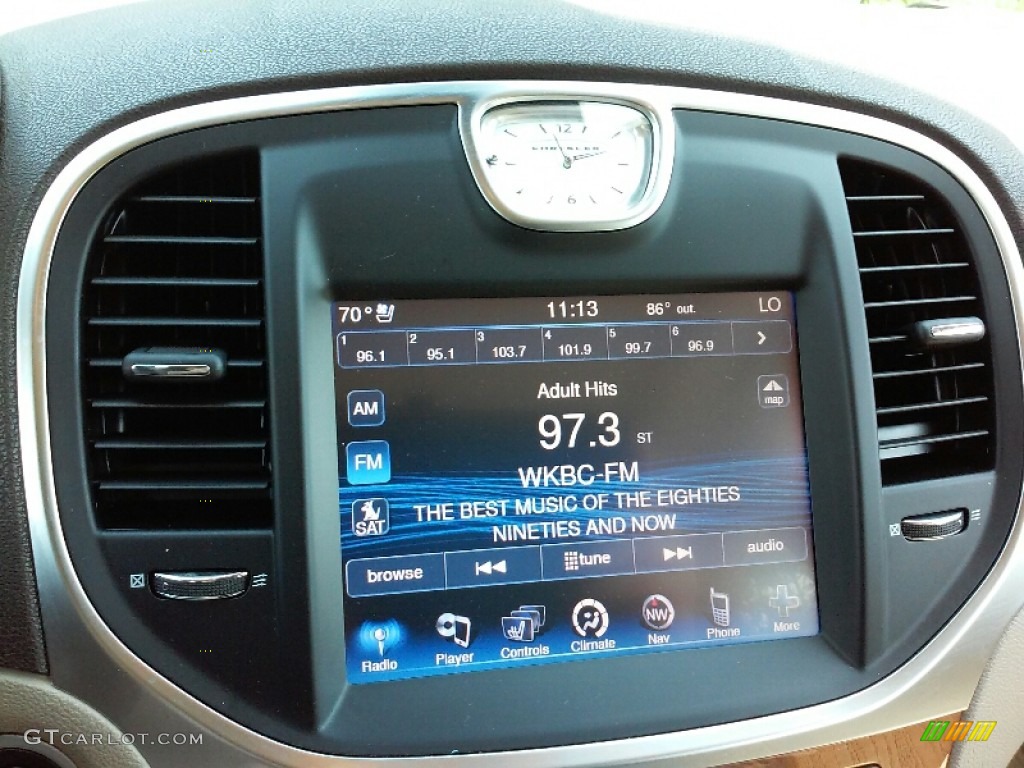 12
CHRYSLER
6
70° 11:13 86° out. LO
1 2 3 4 5 6
96.1 95.1 103.7 101.9 99.7 96.9 >
Adult Hits
map
AM
97.3 ST
FM
WKBC-FM
SAT
THE BEST MUSIC OF THE EIGHTIES
NINETIES AND NOW
browse tune audio
NW
Radio Player Controls Climate Nav Phone More
GTCARLOT.COM